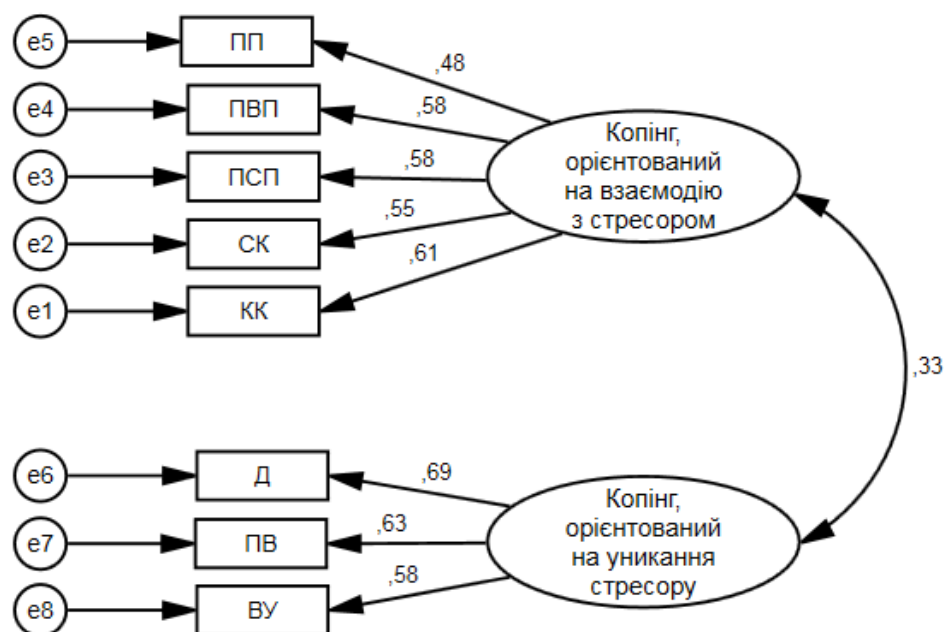 e5
ПП
,48
e4
ПВП
,58
e3
ПСП
,58
e2
СК
,55
e1
КК
,61
Копінг,
орієнтований
на взаємодію
з стресором
,33
e6
Д
,69
e7
ПВ
,63
e8
ВУ
,58
Копінг,
орієнтований
на уникання
стресору